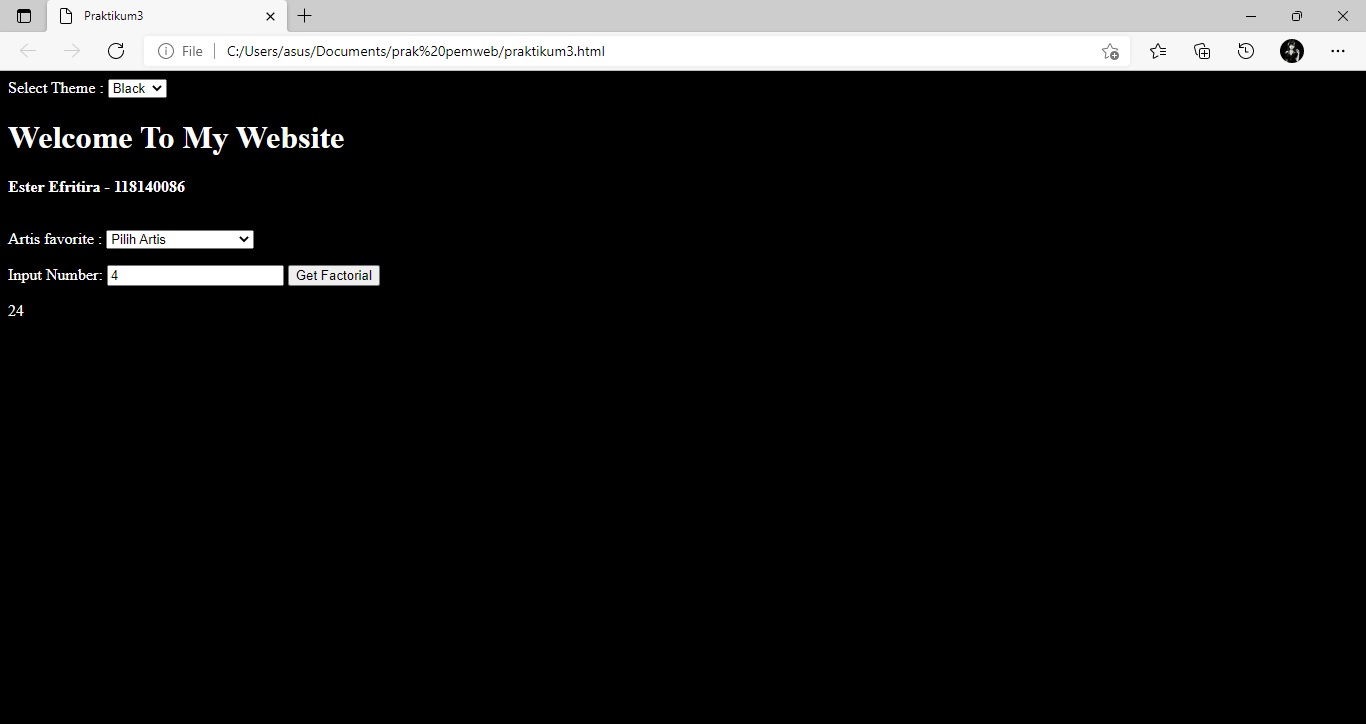 Praktikum3
File
C:/Users/asus/Documents/prak%20pemweb/praktikum3.html
Select Theme : Black
Welcome To My Website
Ester Efritira - 118140086
Artis favorite : Pilih Artis
Input Number: 4 Get Factorial
24